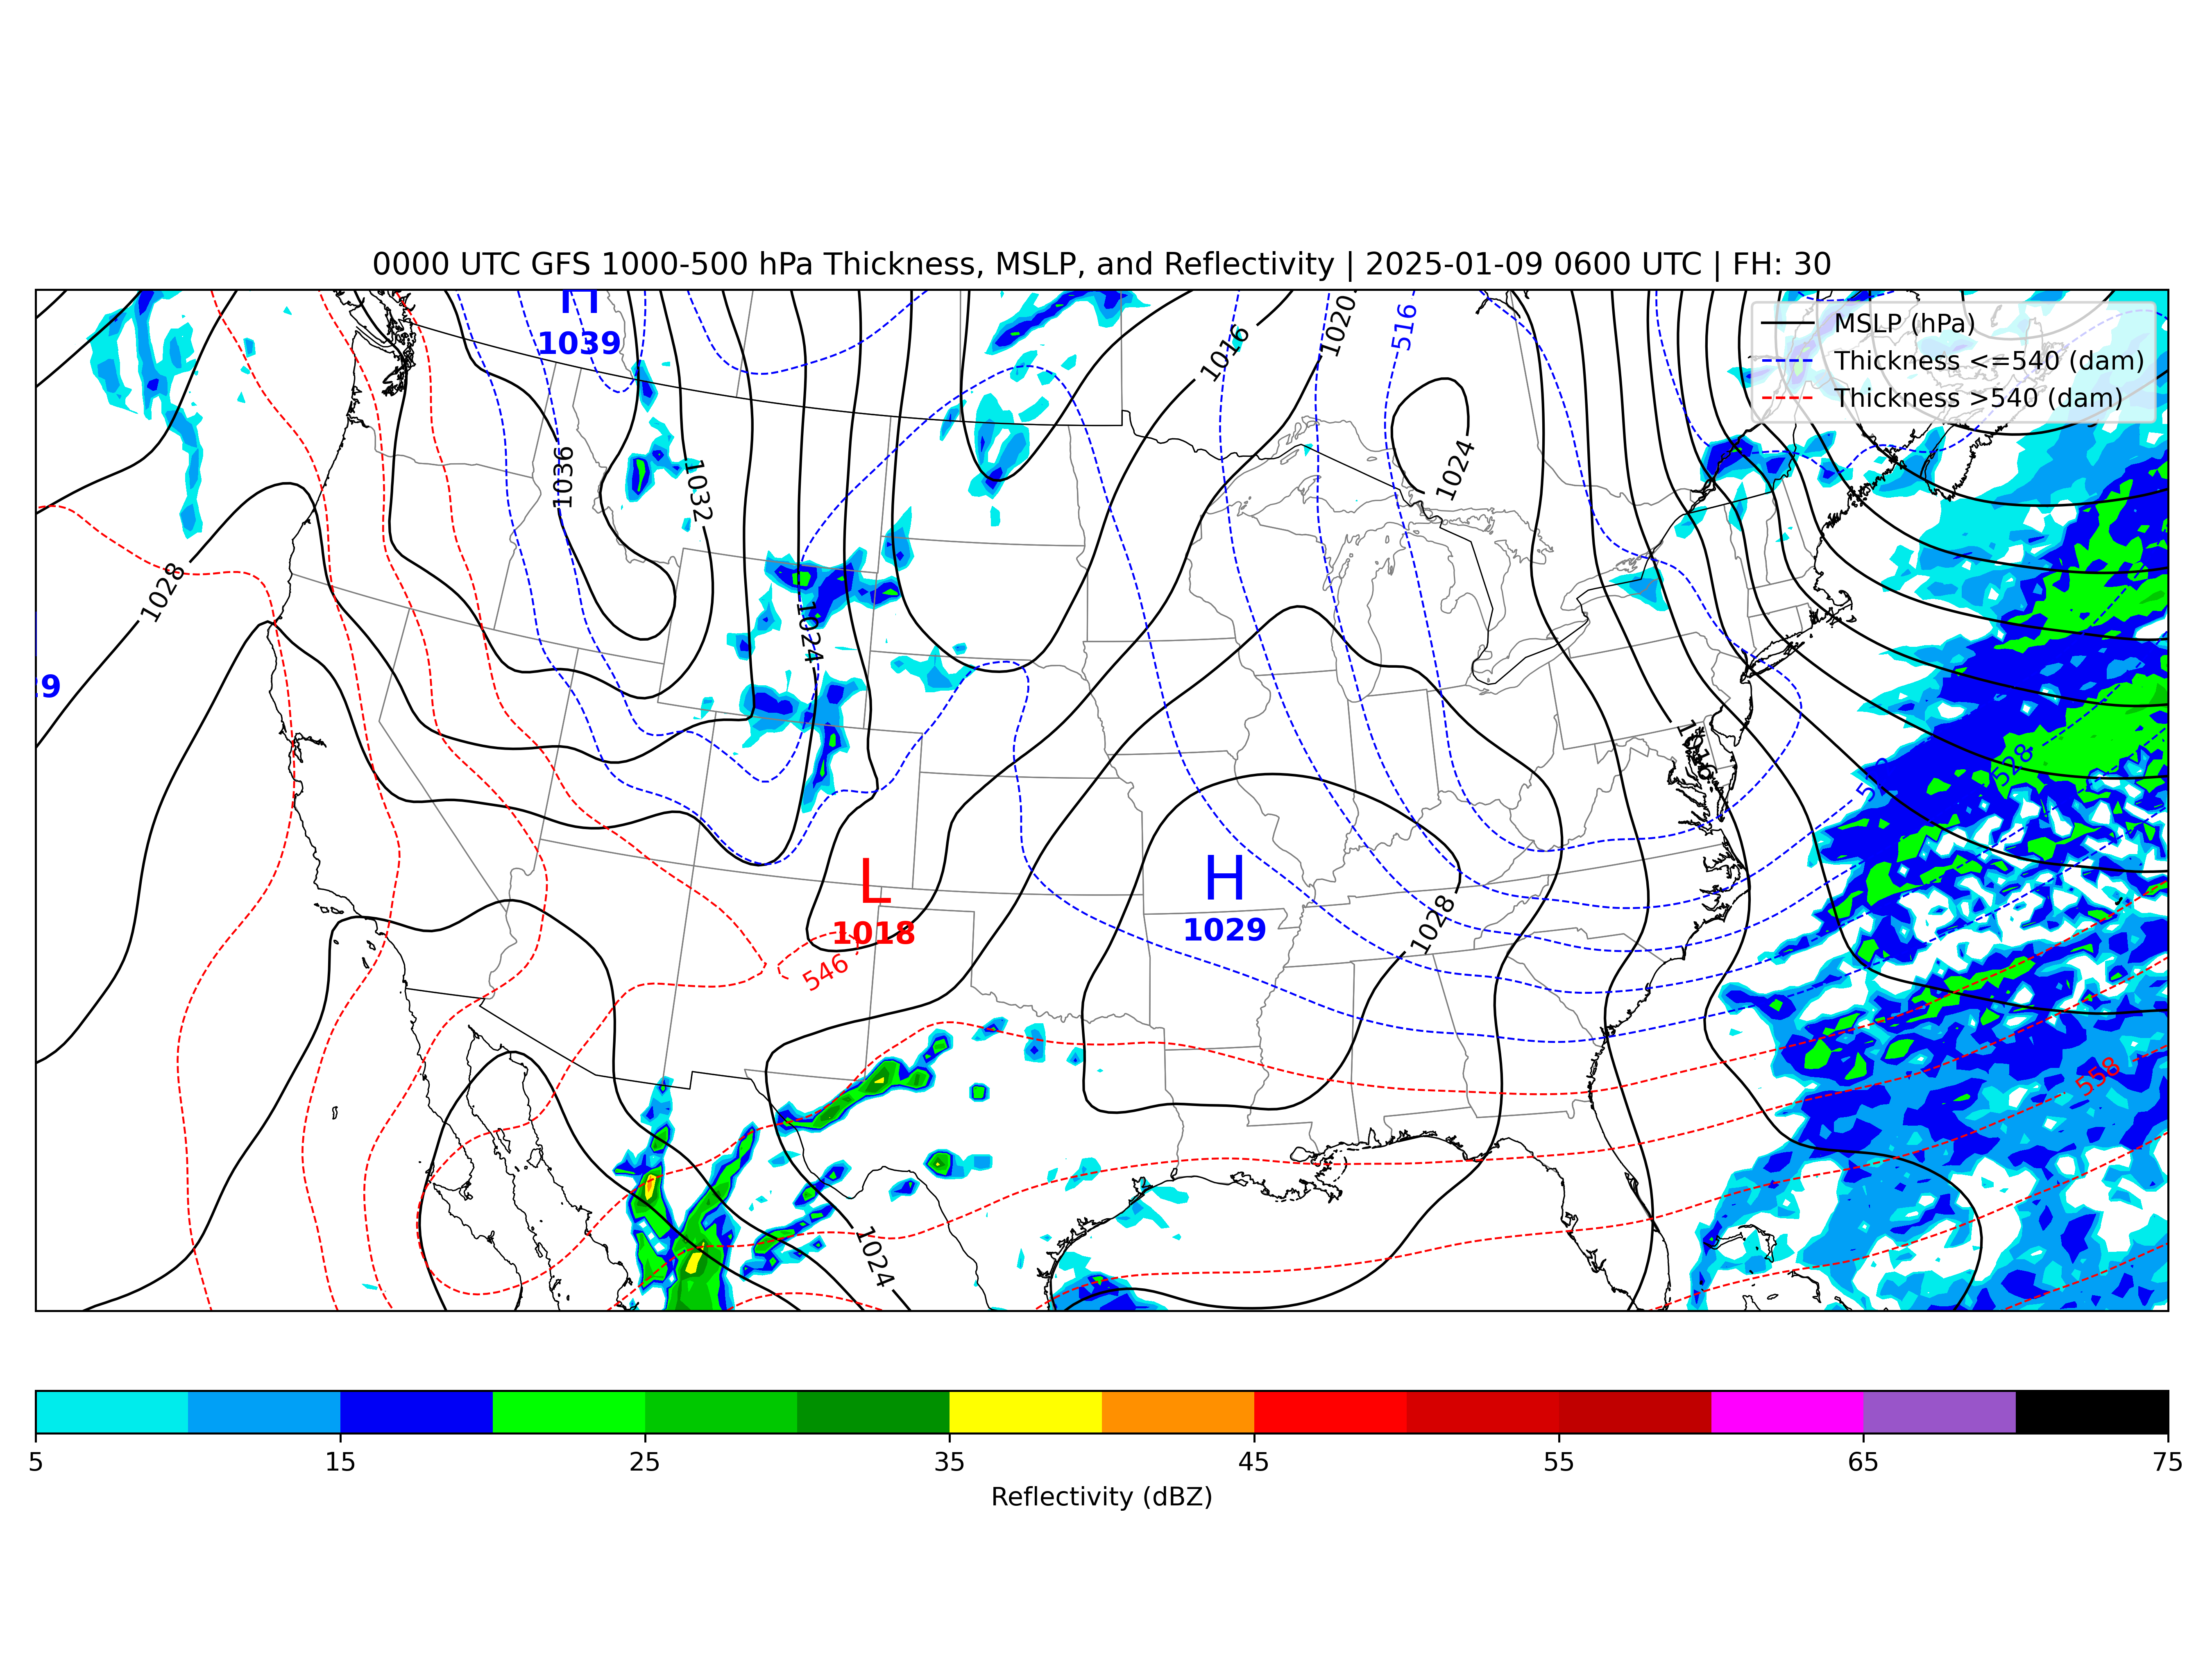 0000 UTC GFS 1000-500 hPa Thickness, MSLP, and Reflectivity | 2025-01-09 0600 UTC | FH: 30
MSLP (hPa)
Thickness <=540 (dam)
Thickness >540 (dam)
H
1039
1016
1020
516
1036
1032
1024
1028
1024
528
L
1018
546
H
1029
1028
558
1024
5 15 25 35 45 55 65 75
Reflectivity (dBZ)